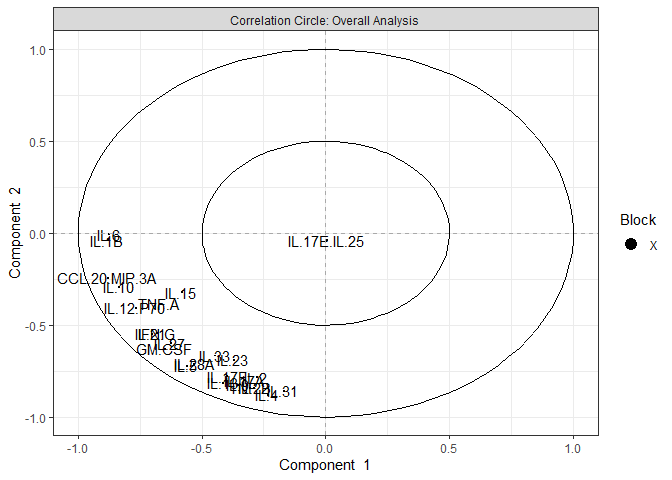 Correlation Circle: Overall Analysis
1.0
0.5
0.0
-0.5
-1.0
Component 2
IL.6
IL.1B
IL.17E.IL.25
CCL.20.MIP.3A
IL.10
IL.15
TNF.A
IL.12.P70
IL.27
GM.CSF
IL.33
IL.23
IL.28A
IL.31
IL.4
-1.0
-0.5
0.0
0.5
1.0
Component 1
Block
X